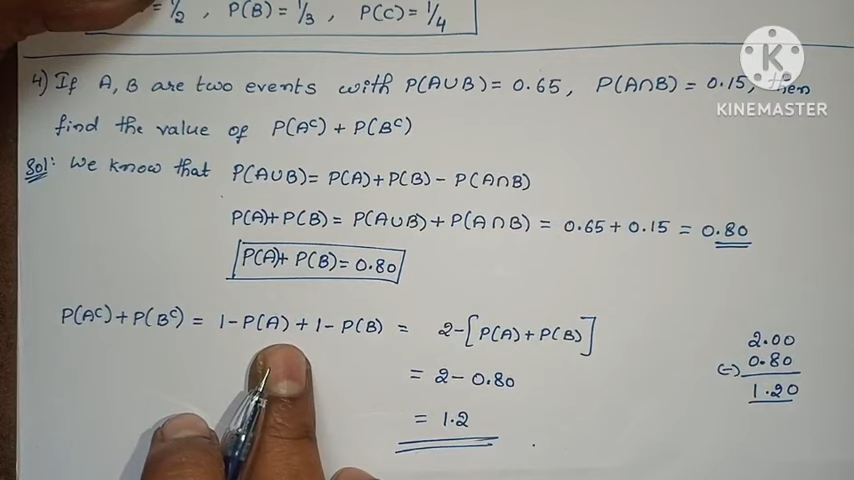 = 1/2 , P(B) = 1/3 , P(C) = 1/4
4) If A, B are two events with P(A∪B) = 0.65, P(A∩B) = 0.15, then
find the value of P(Aᶜ) + P(Bᶜ)
Sol: We know that P(A∪B) = P(A) + P(B) - P(A∩B)
P(A) + P(B) = P(A∪B) + P(A∩B) = 0.65 + 0.15 = 0.80
P(A) + P(B) = 0.80
P(Aᶜ) + P(Bᶜ) = 1 - P(A) + 1 - P(B) = 2 - [P(A) + P(B)]
= 2 - 0.80
= 1.2
2.00
(-) 0.80
1.20
KINEMASTER